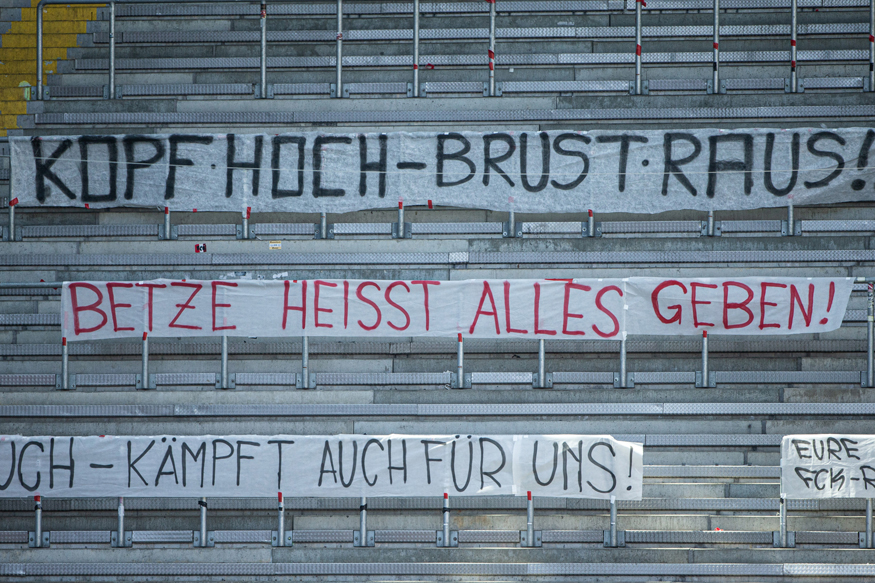 KOPF·HOCH-BRUST·RAUS!
BETZE HEISST ALLES GEBEN!
UCH-KÄMPFT AUCH FÜR UNS!
EURE
FCK-R